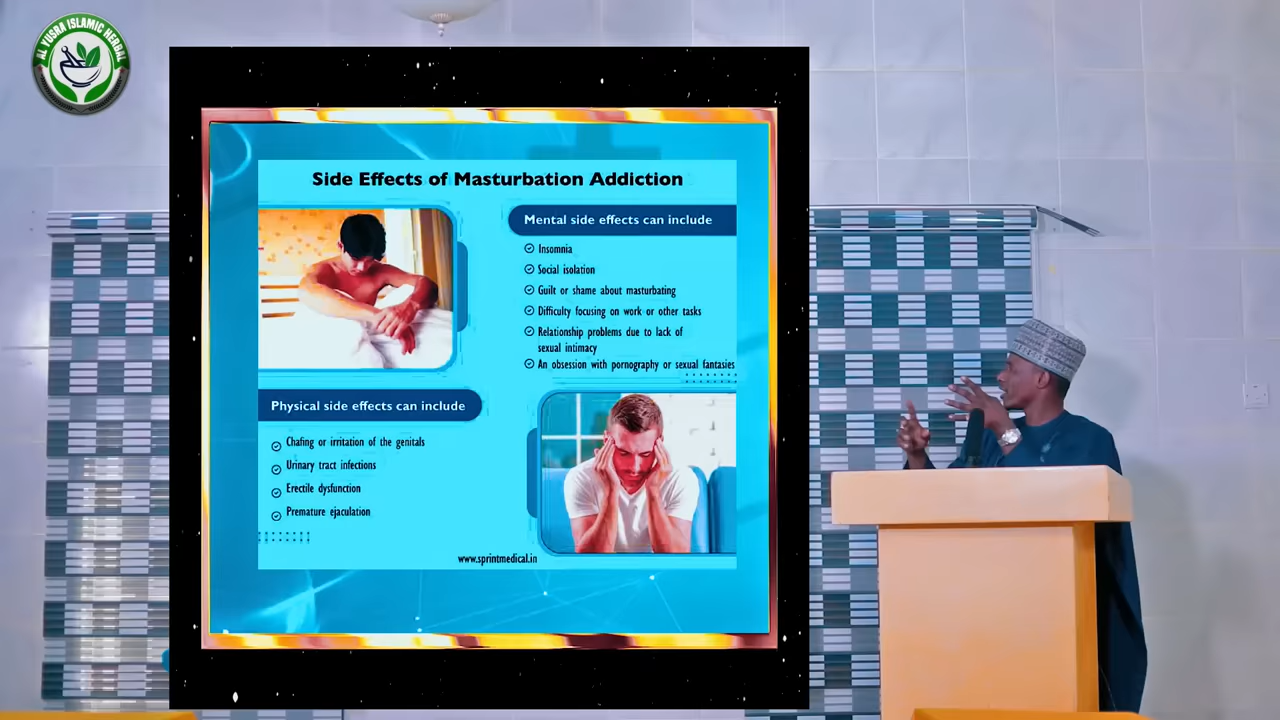 AL YUSRA ISLAMIC HERBAL
Side Effects of Masturbation Addiction
Mental side effects can include
Insomnia
Social isolation
Guilt or shame about masturbating
Difficulty focusing on work or other tasks
Relationship problems due to lack of
sexual intimacy
An obsession with pornography or sexual fantasies
Physical side effects can include
Chafing or irritation of the genitals
Urinary tract infections
Erectile dysfunction
Premature ejaculation
www.sprintmedical.in